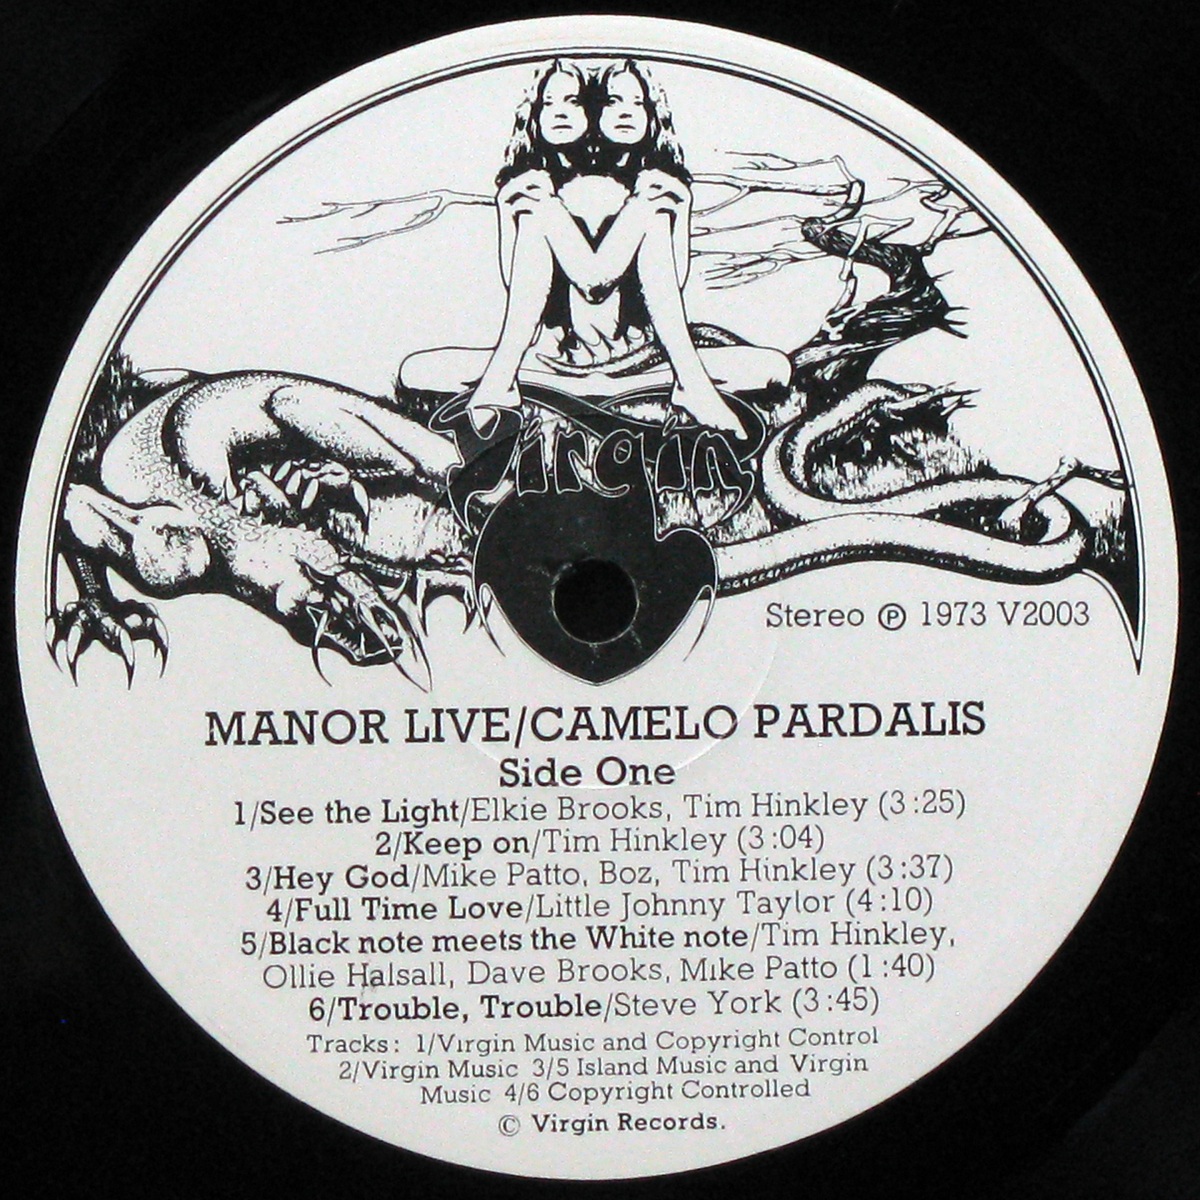 Virgin
Stereo ℗ 1973 V2003
MANOR LIVE/CAMELO PARDALIS
Side One
1/See the Light/Elkie Brooks, Tim Hinkley (3:25)
2/Keep on/Tim Hinkley (3:04)
3/Hey God/Mike Patto, Boz, Tim Hinkley (3:37)
4/Full Time Love/Little Johnny Taylor (4:10)
5/Black note meets the White note/Tim Hinkley,
Ollie Halsall, Dave Brooks, Mike Patto (1:40)
6/Trouble, Trouble/Steve York (3:45)
Tracks: 1/Virgin Music and Copyright Control
2/Virgin Music 3/5 Island Music and Virgin
Music 4/6 Copyright Controlled
© Virgin Records.